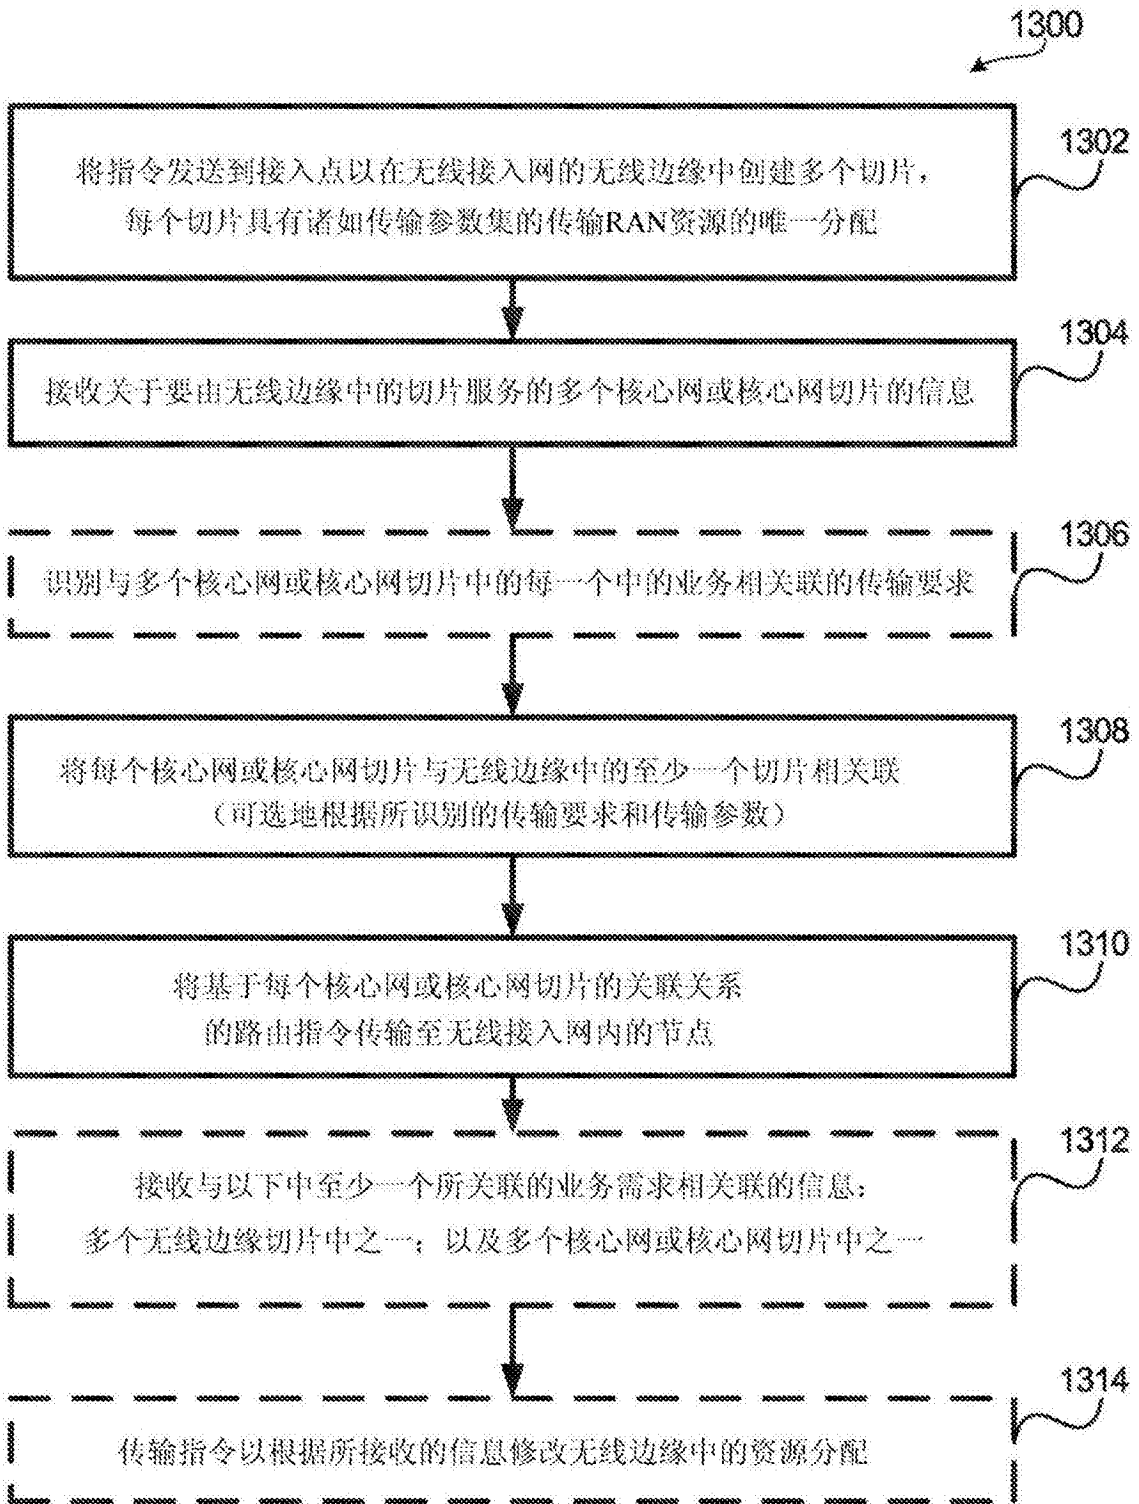 1300
1302
将指令发送到接入点以在无线接入网的无线边缘中创建多个切片，
每个切片具有诸如传输参数集的传输RAN资源的唯一分配
1304
接收关于要由无线边缘中的切片服务的多个核心网或核心网切片的信息
1306
识别与多个核心网或核心网切片中的每一个中的业务相关联的传输要求
1308
将每个核心网或核心网切片与无线边缘中的至少一个切片相关联
（可选地根据所识别的传输要求和传输参数）
1310
将基于每个核心网或核心网切片的关联关系
的路由指令传输至无线接入网内的节点
1312
接收与以下中至少一个所关联的业务需求相关联的信息：
多个无线边缘切片中之一；以及多个核心网或核心网切片中之一
1314
传输指令以根据所接收的信息修改无线边缘中的资源分配